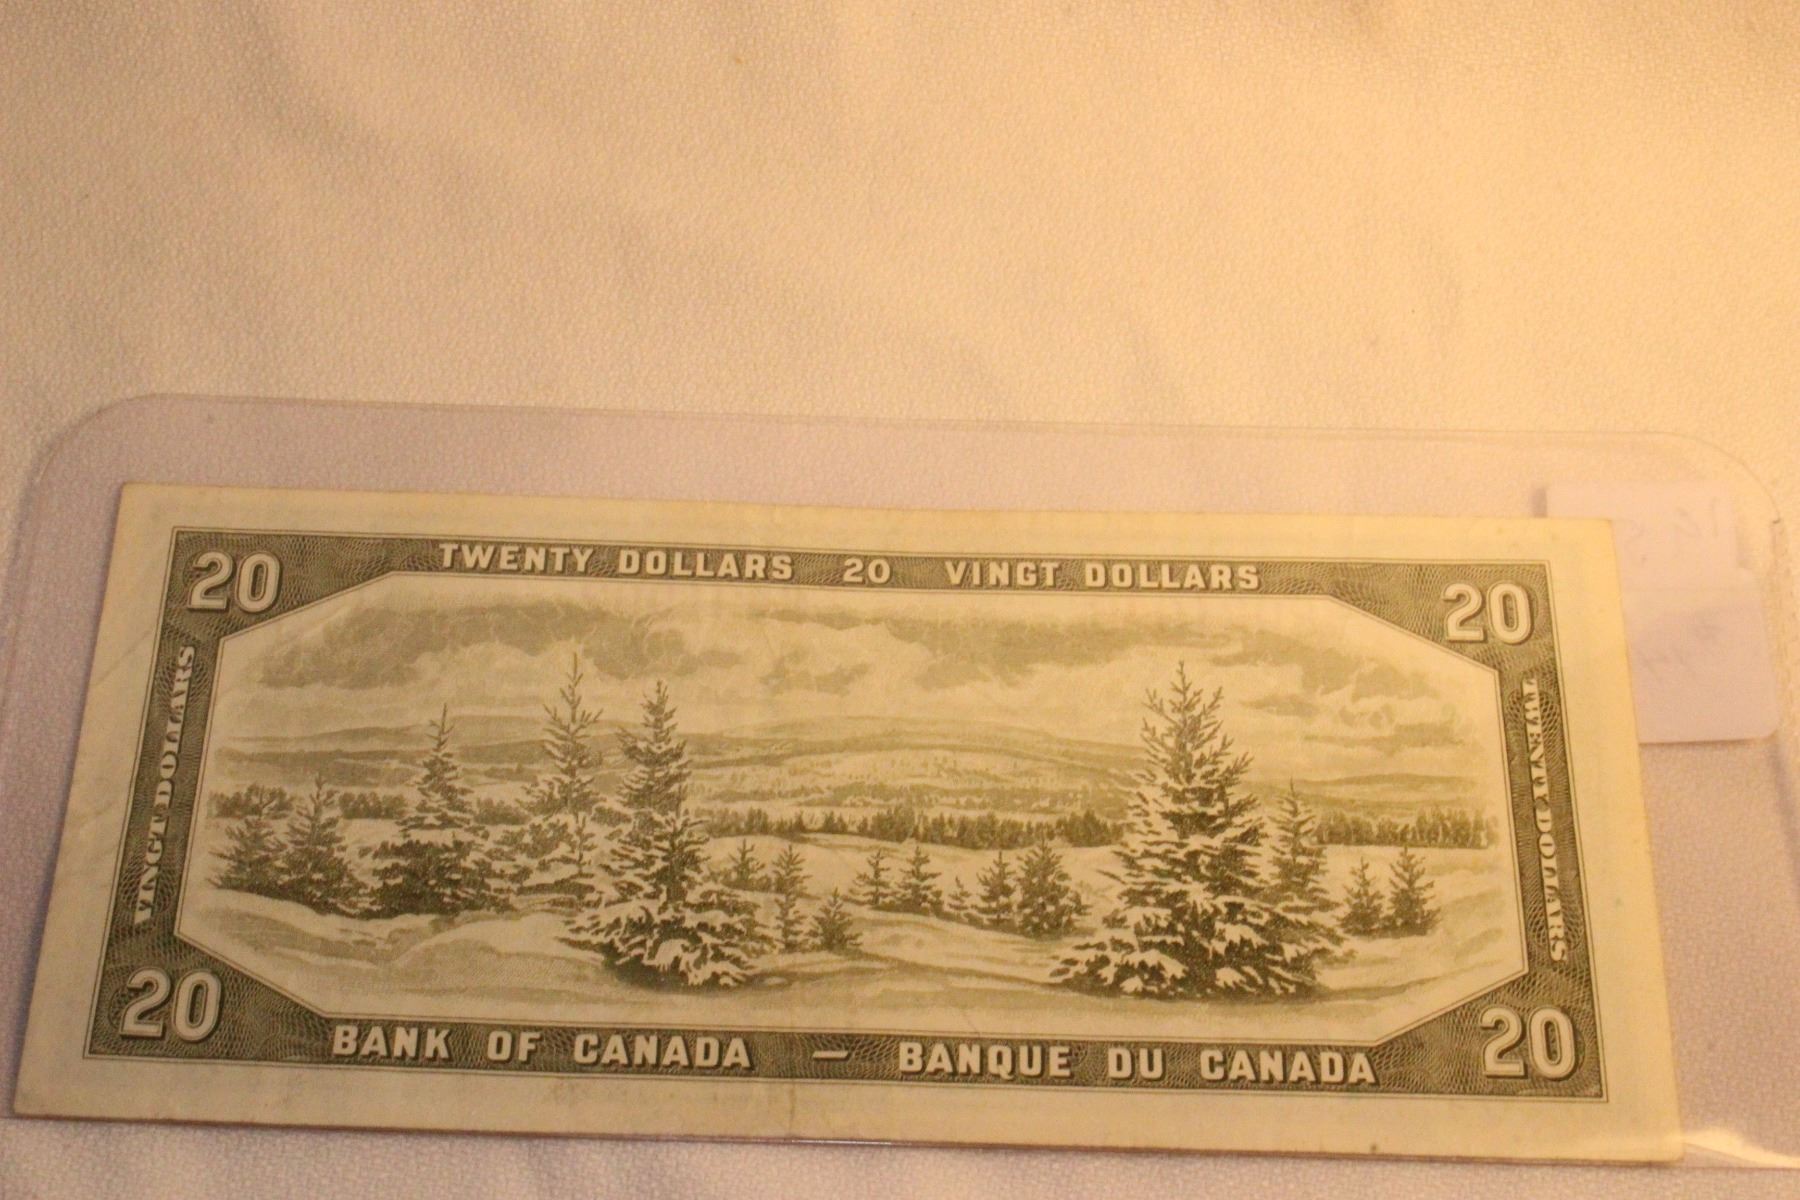 TWENTY DOLLARS 20 VINGT DOLLARS
20
20
VINGT DOLLARS
TWENTY DOLLARS
20
20
BANK OF CANADA — BANQUE DU CANADA